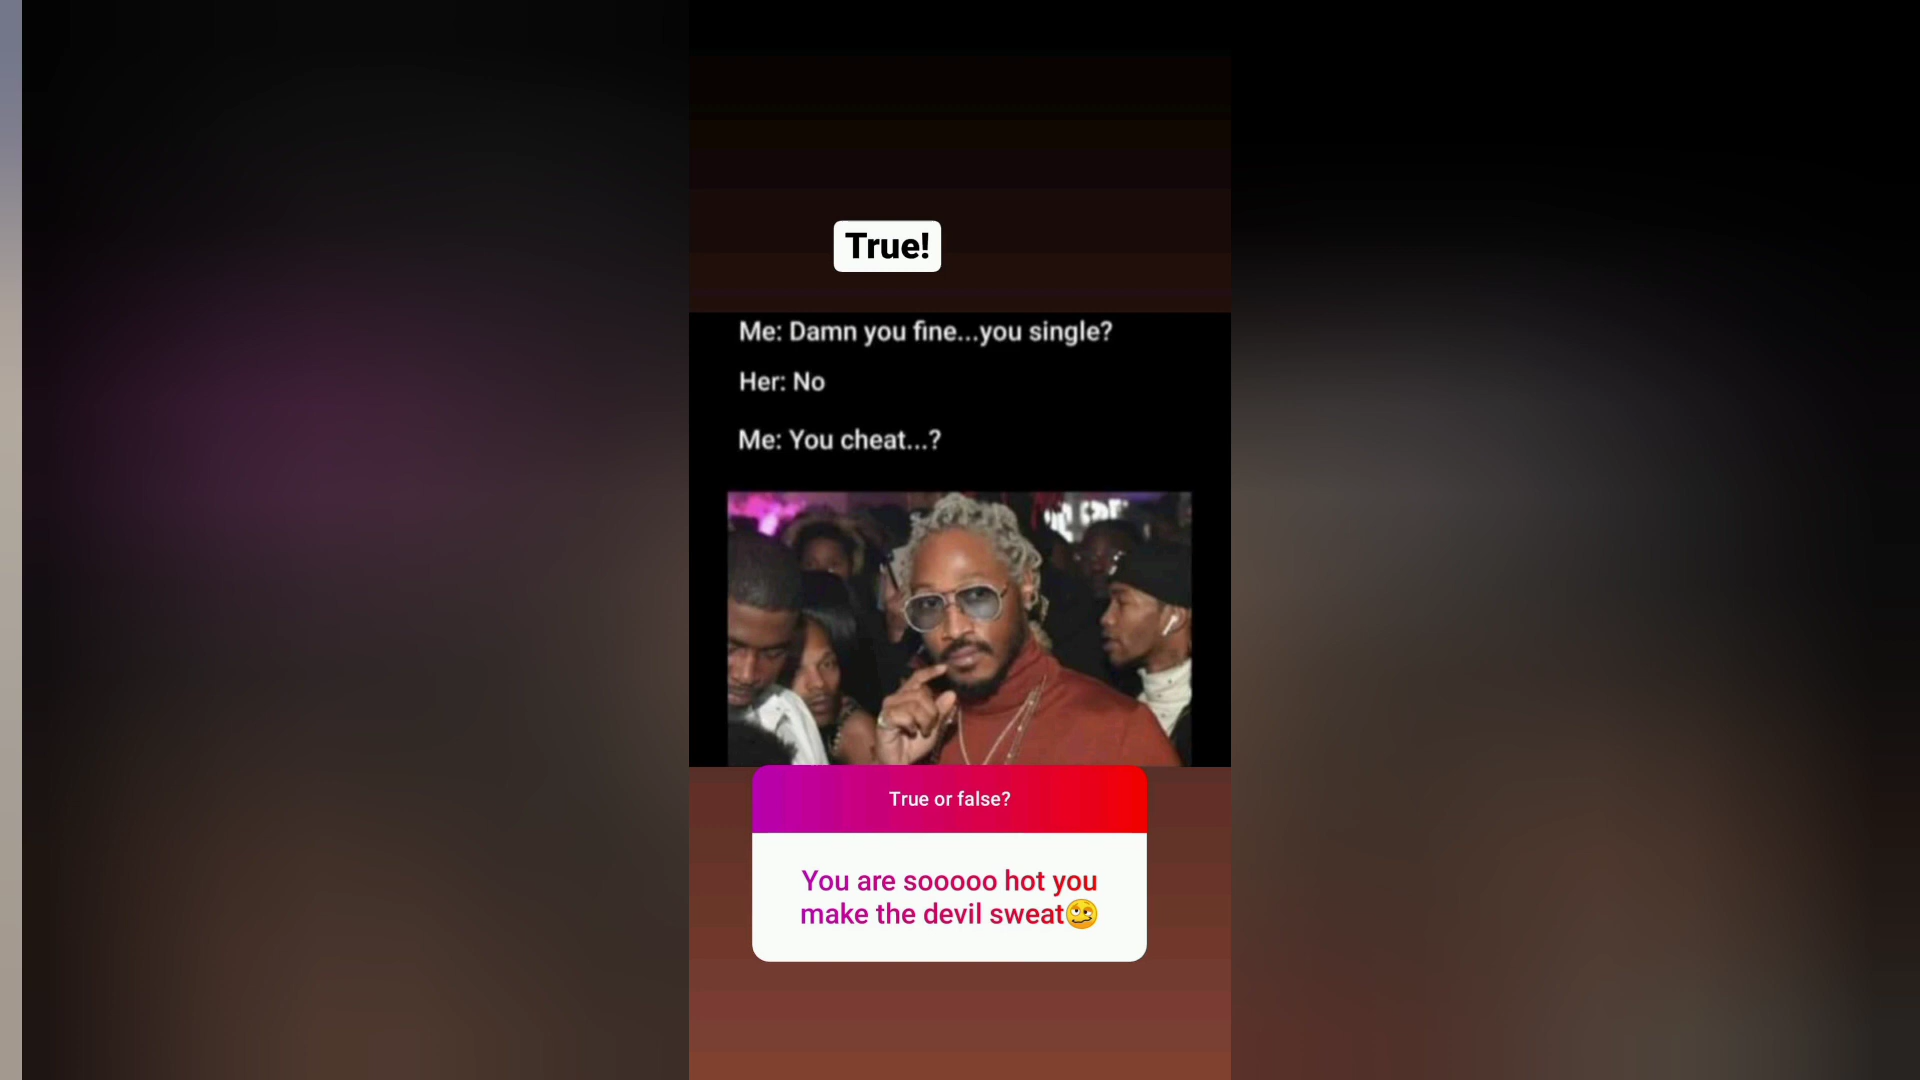 True!
Me: Damn you fine...you single?
Her: No
Me: You cheat...?
True or false?
You are sooooo hot you
make the devil sweat🥴